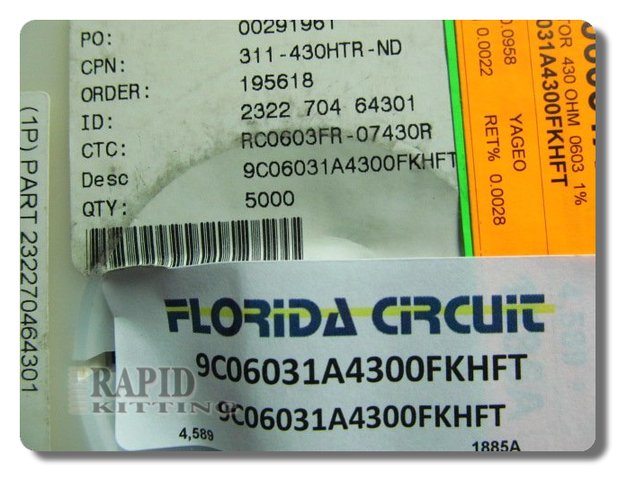 PO: 00291961
CPN: 311-430HTR-ND
ORDER: 195618
ID: 2322 704 64301
CTC: RC0603FR-07430R
Desc 9C06031A4300FKHFT
QTY: 5000
(1P) PART 232270464301
TOR 430 OHM 0603 1%
031A4300FKHFT
0.0958 YAGEO
0.0022 RET% 0.0028
FLORIDA CIRCUIT
9C06031A4300FKHFT
9C06031A4300FKHFT
4,589
1885A
RAPID
KITTING